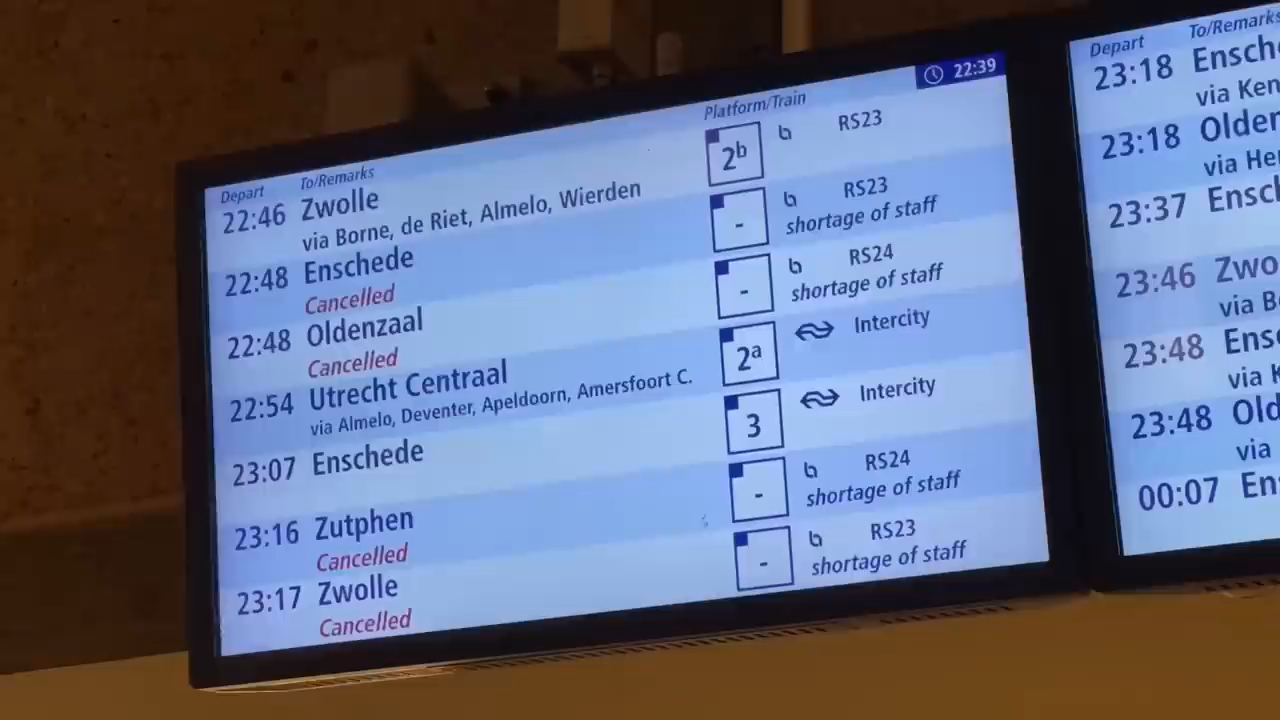 22:39
Depart To/Remarks Platform/Train
22:46 Zwolle 2b RS23
via Borne, de Riet, Almelo, Wierden
22:48 Enschede - RS23
Cancelled shortage of staff
22:48 Oldenzaal - RS24
Cancelled shortage of staff
22:54 Utrecht Centraal 2a Intercity
via Almelo, Deventer, Apeldoorn, Amersfoort C.
23:07 Enschede 3 Intercity
23:16 Zutphen - RS24
Cancelled shortage of staff
23:17 Zwolle - RS23
Cancelled shortage of staff
Depart To/Remarks
23:18 Ensch
via Ken
23:18 Olden
via He
23:37 Ensc
23:46 Zwo
via B
23:48 Ens
via
23:48 Old
via
00:07 En